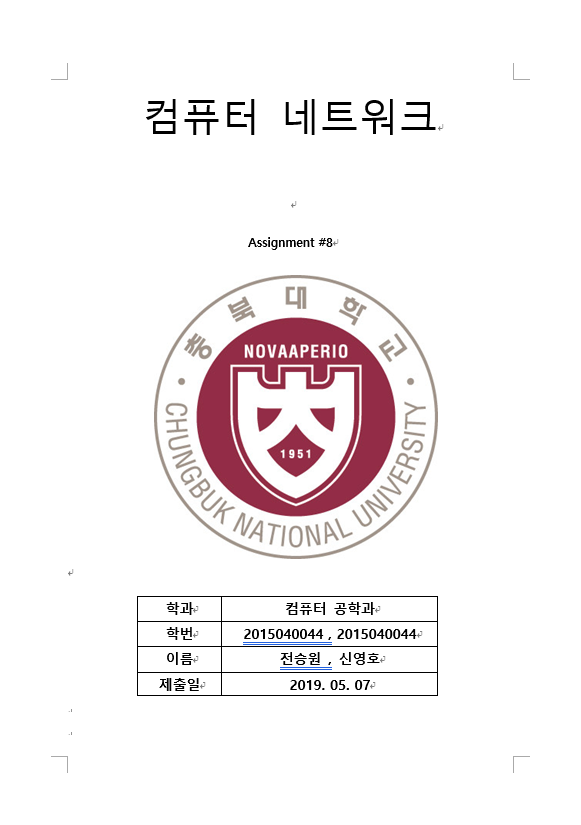 컴퓨터 네트워크
Assignment #8
충북대학교
NOVAAPERIO
1951
CHUNGBUK NATIONAL UNIVERSITY
학과 컴퓨터 공학과
학번 2015040044 , 2015040044
이름 전승원 , 신영호
제출일 2019. 05. 07